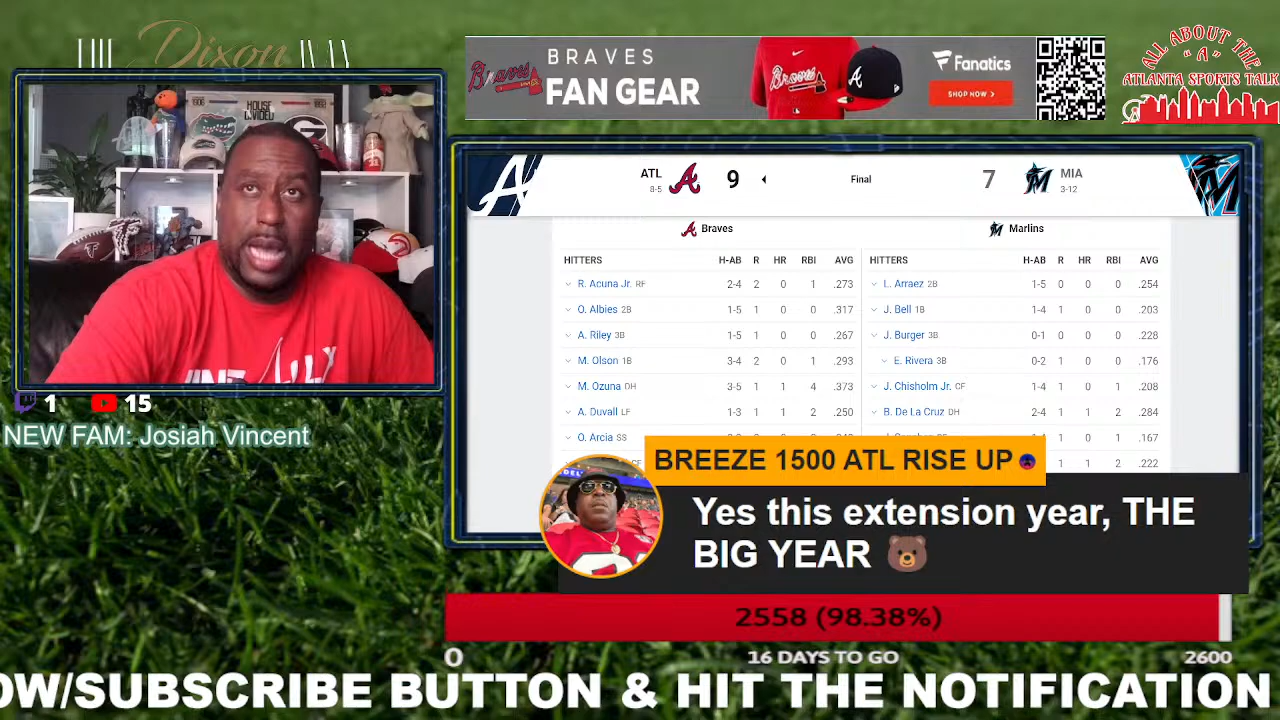 Dixon
BRAVES
FAN GEAR
Braves
Fanatics
SHOP NOW >
ALL ABOUT THE
"A"
ATLANTA SPORTS TALK
HOUSE
DIVIDED
ATL
8-5
9
Final
7
MIA
3-12
Braves
Marlins
HITTERS H-AB R HR RBI AVG
R. Acuna Jr. RF 2-4 2 0 1 .273
O. Albies 2B 1-5 1 0 0 .317
A. Riley 3B 1-5 1 0 0 .267
M. Olson 1B 3-4 2 0 1 .293
M. Ozuna DH 3-5 1 1 4 .373
A. Duvall LF 1-3 1 1 2 .250
O. Arcia SS
HITTERS H-AB R HR RBI AVG
L. Arraez 2B 1-5 0 0 0 .254
J. Bell 1B 1-4 1 0 0 .203
J. Burger 3B 0-1 0 0 0 .228
E. Rivera 3B 0-2 1 0 0 .176
J. Chisholm Jr. CF 1-4 1 0 1 .208
B. De La Cruz DH 2-4 1 1 2 .284
1 0 1 .167
1 1 2 .222
1
15
NEW FAM: Josiah Vincent
BREEZE 1500 ATL RISE UP
Yes this extension year, THE
BIG YEAR 🐻
2558 (98.38%)
0 16 DAYS TO GO 2600
OW/SUBSCRIBE BUTTON & HIT THE NOTIFICATION